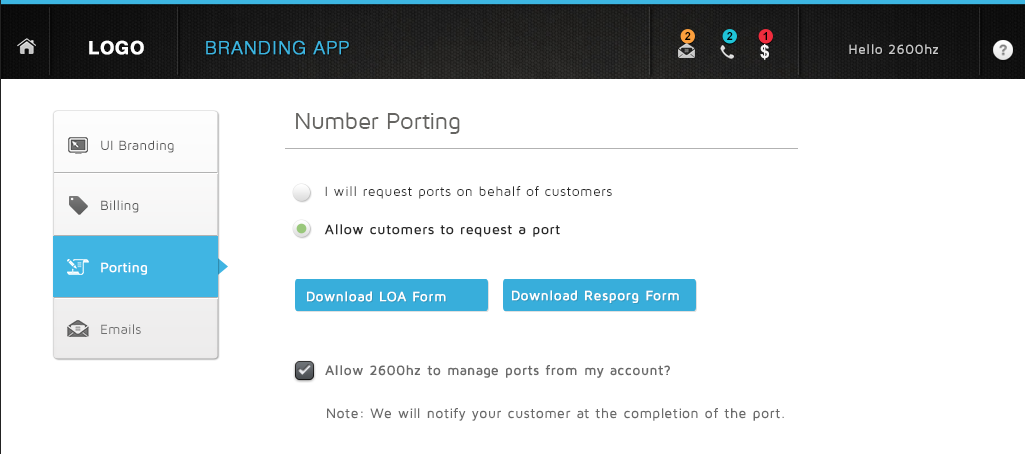 LOGO
BRANDING APP
2
2
1
$
Hello 2600hz
?
UI Branding
Billing
Porting
Emails
Number Porting
I will request ports on behalf of customers
Allow cutomers to request a port
Download LOA Form
Download Resporg Form
Allow 2600hz to manage ports from my account?
Note: We will notify your customer at the completion of the port.